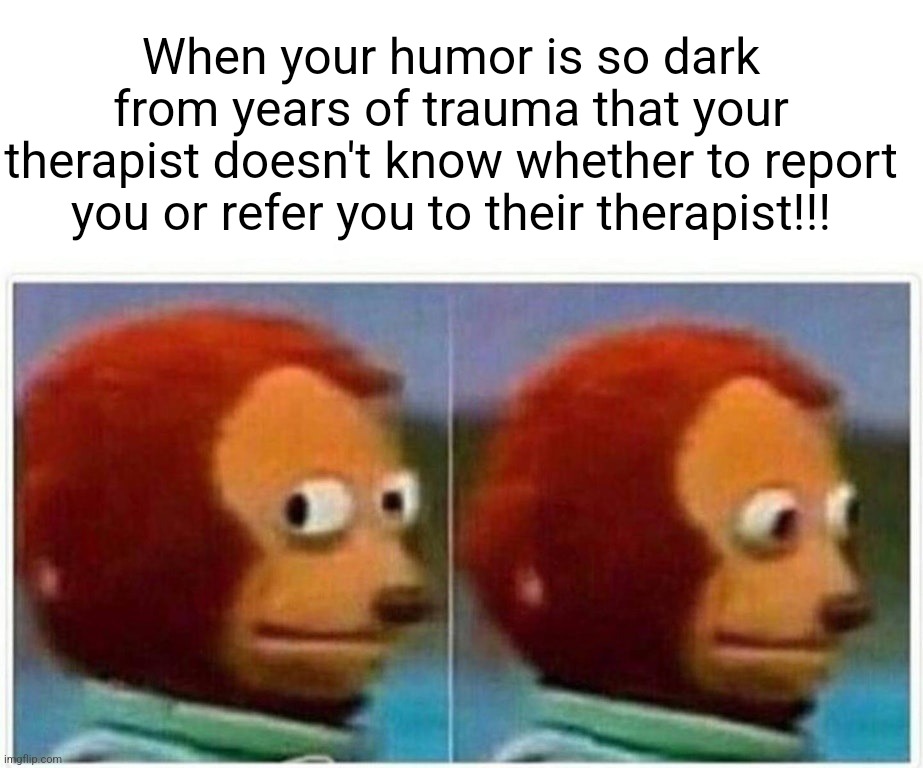 When your humor is so dark
from years of trauma that your
therapist doesn't know whether to report
you or refer you to their therapist!!!
imgflip.com